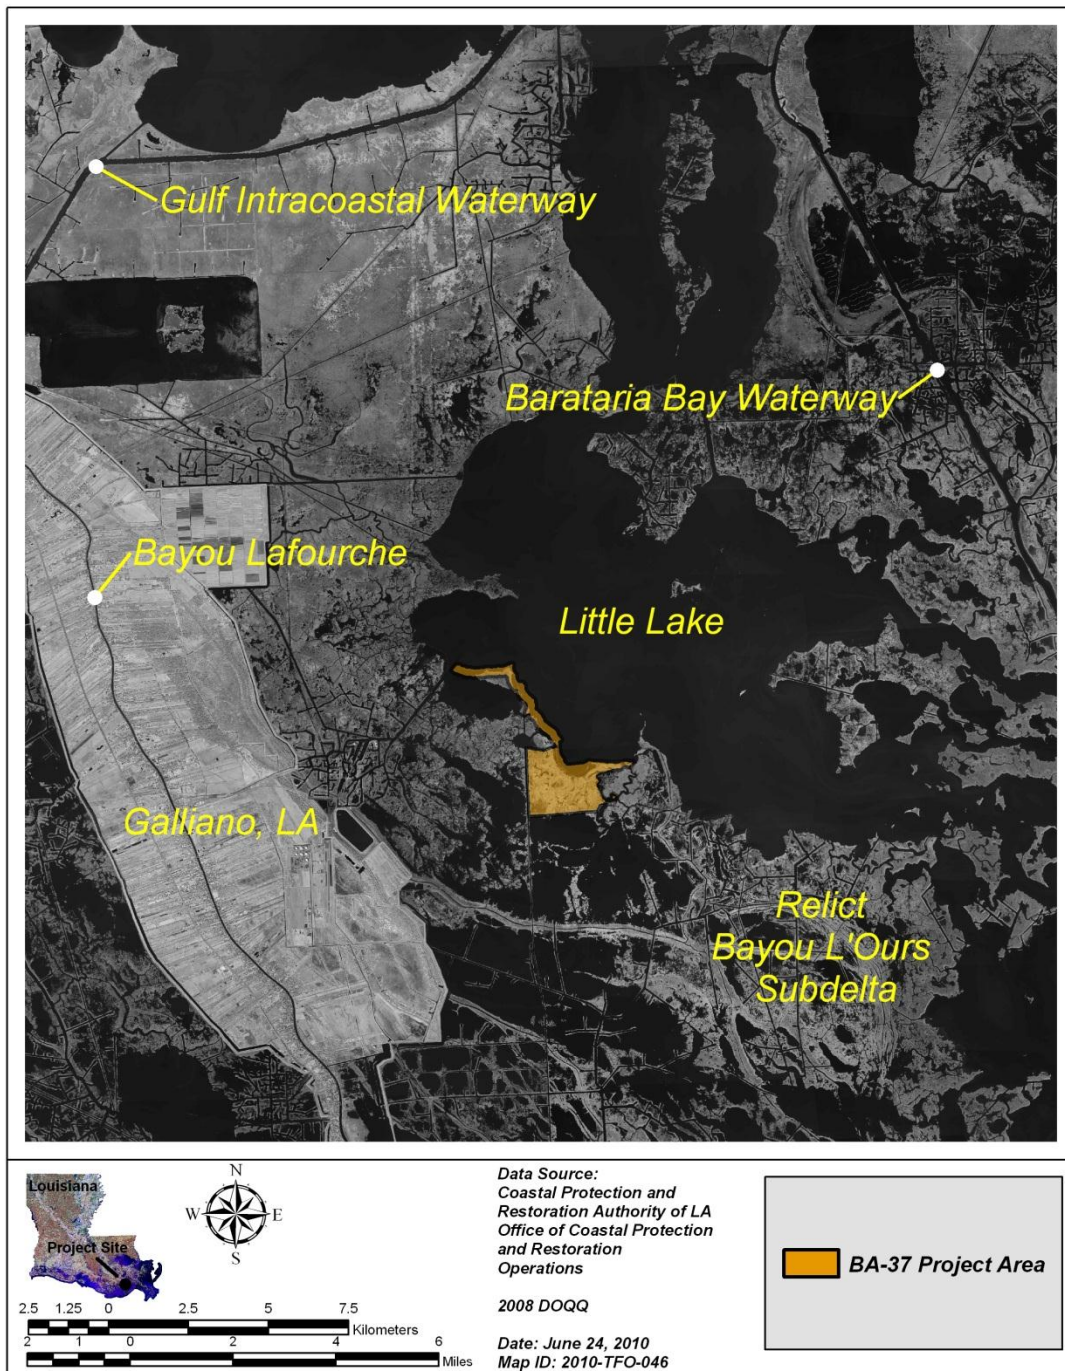 Gulf Intracoastal Waterway
Barataria Bay Waterway
Bayou Lafourche
Little Lake
Galliano, LA
Relict
Bayou L'Ours
Subdelta
Louisiana
Project Site
N
W E
S
2.5 1.25 0 2.5 5 7.5
Kilometers
2 1 0 2 4 6
Miles
Data Source:
Coastal Protection and
Restoration Authority of LA
Office of Coastal Protection
and Restoration
Operations
2008 DOQQ
Date: June 24, 2010
Map ID: 2010-TFO-046
BA-37 Project Area